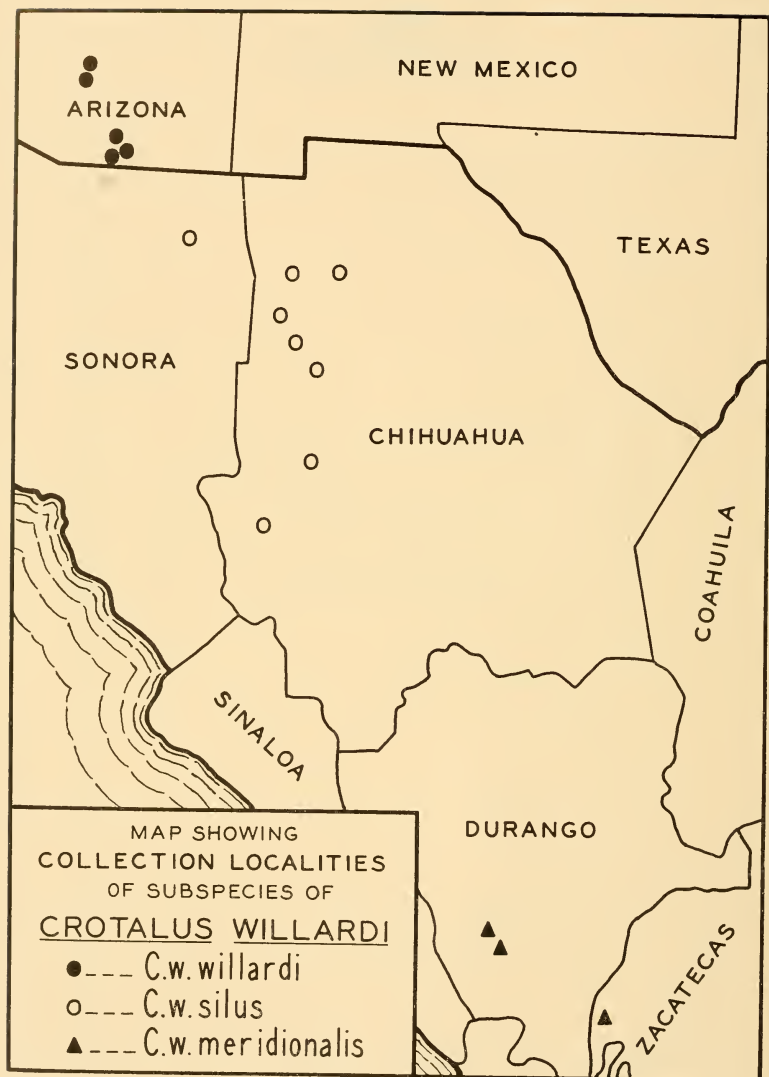 NEW MEXICO
ARIZONA
TEXAS
SONORA
CHIHUAHUA
COAHUILA
SINALOA
DURANGO
ZACATECAS
MAP SHOWING
COLLECTION LOCALITIES
OF SUBSPECIES OF
CROTALUS WILLARDI
●--- C.w. willardi
○--- C.w. silus
▲--- C.w. meridionalis